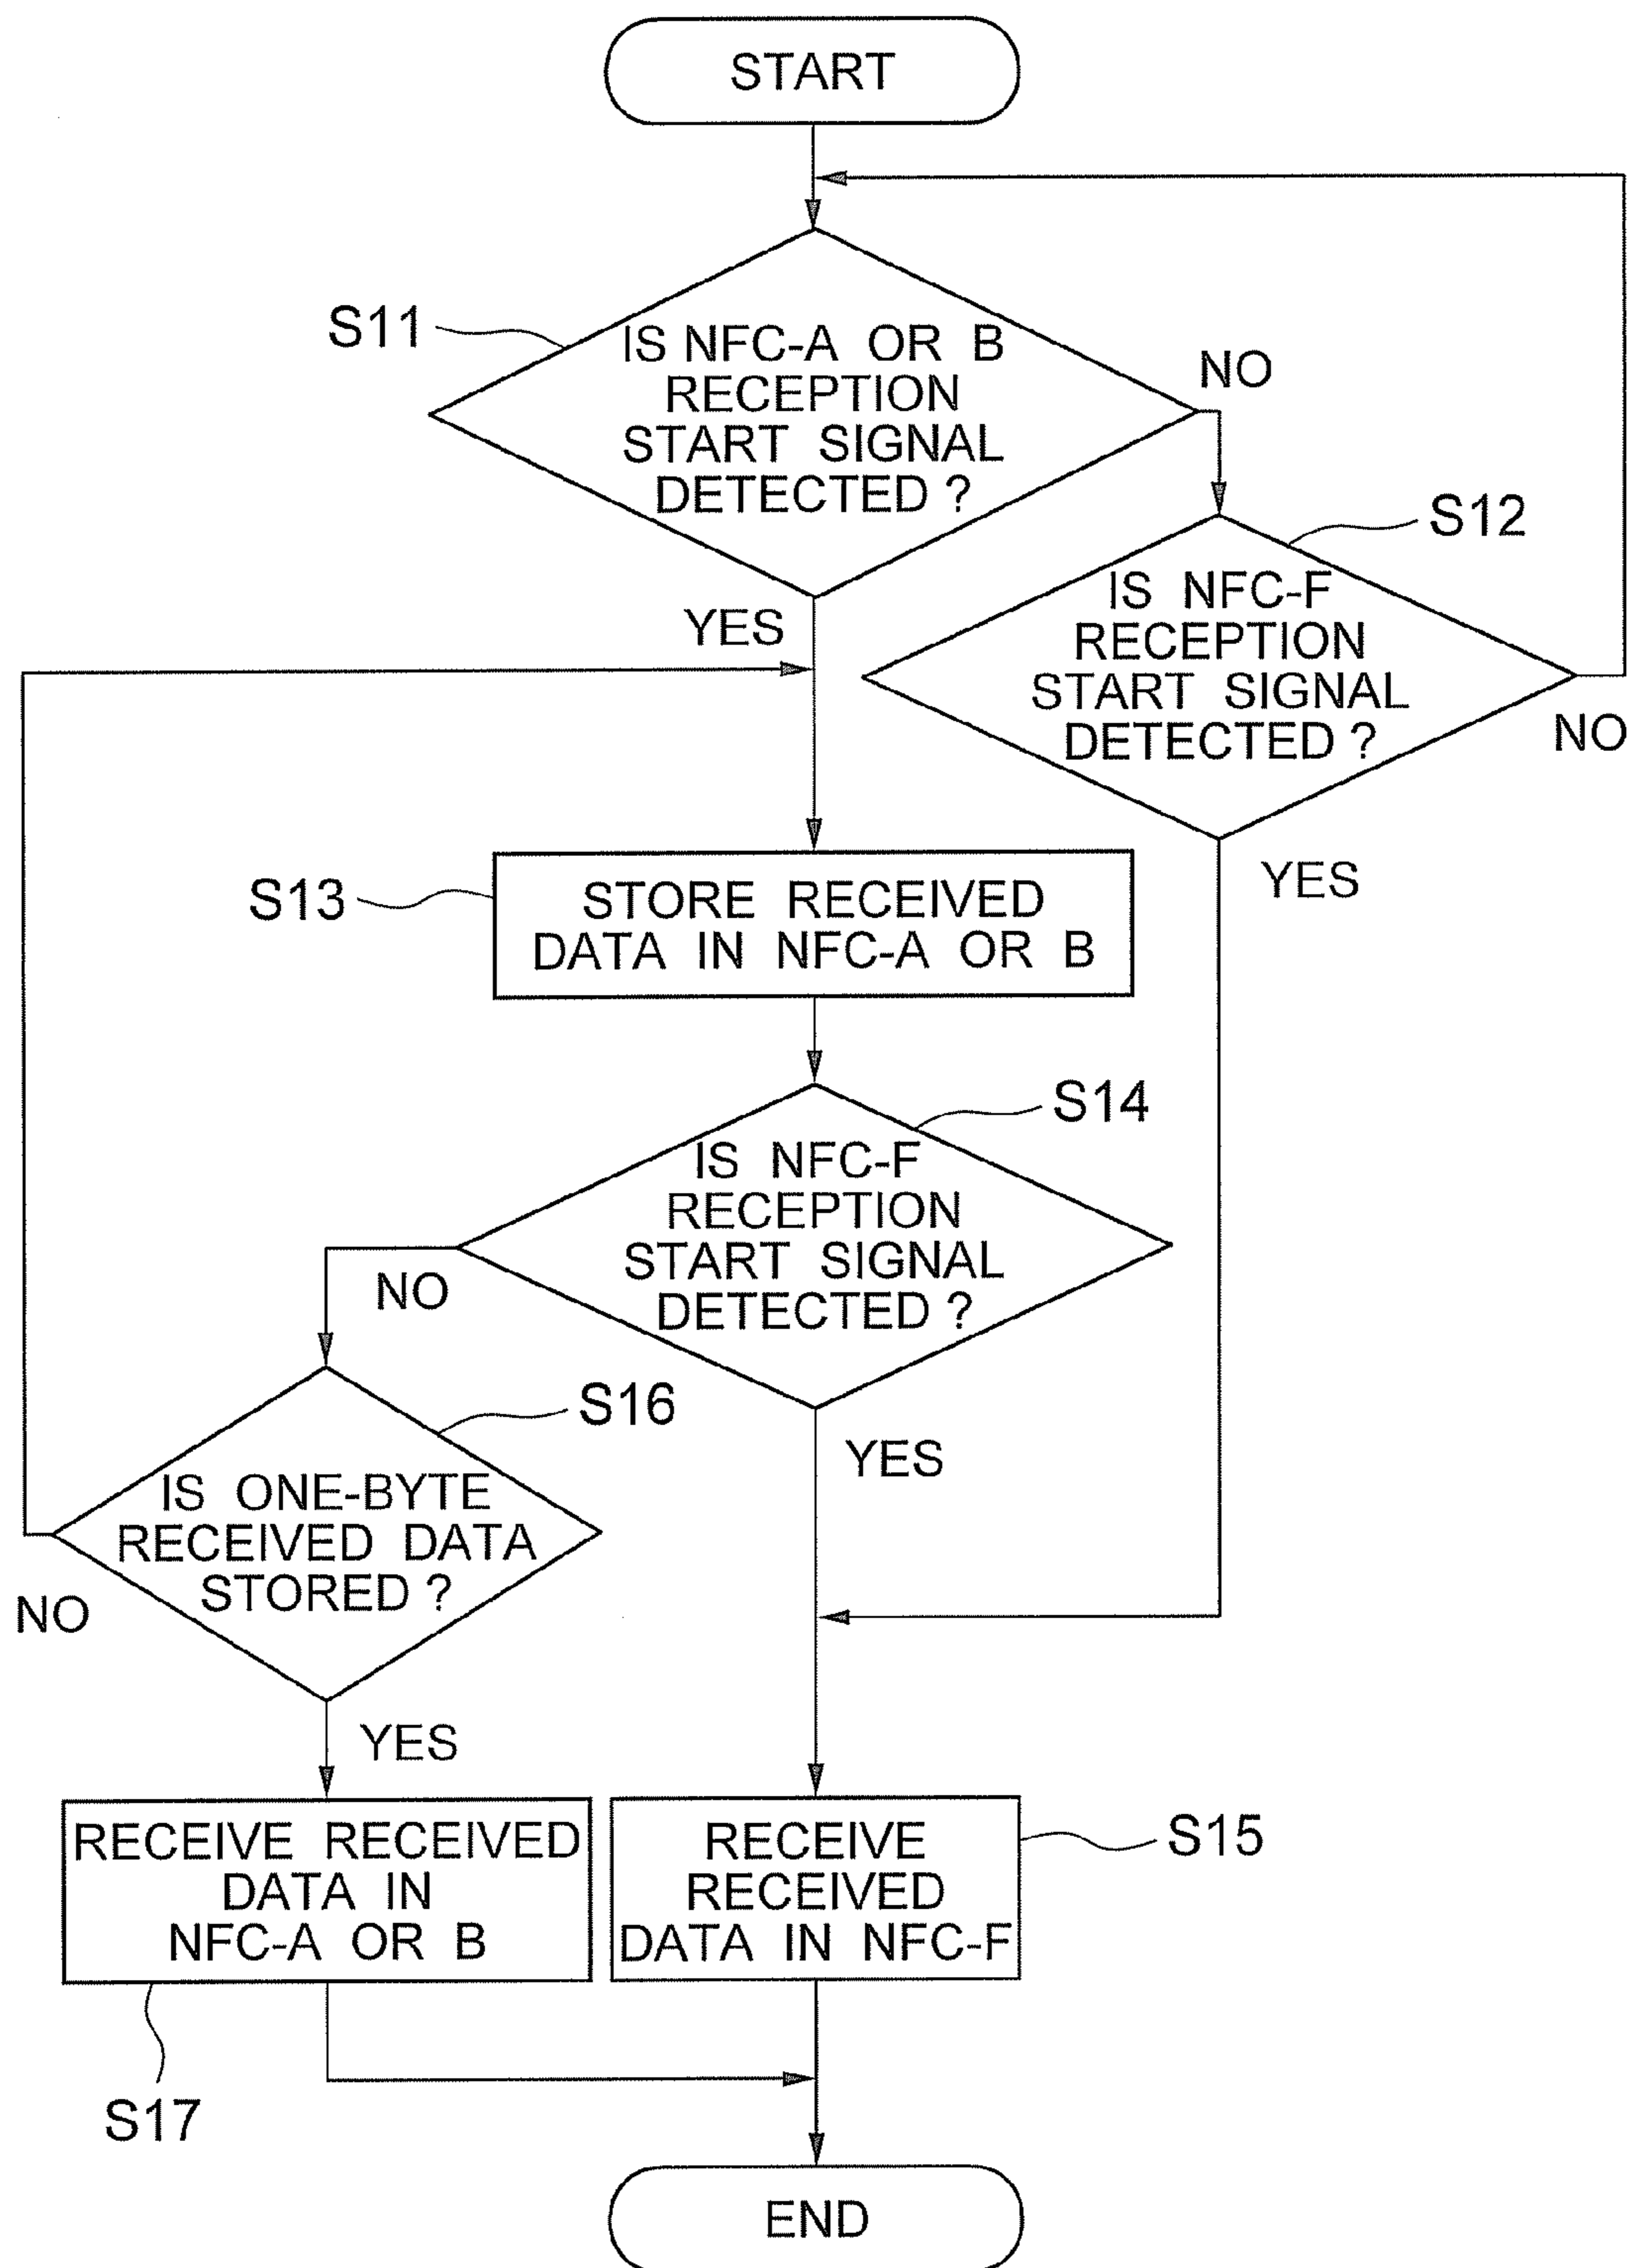 START
S11
IS NFC-A OR B
RECEPTION
START SIGNAL
DETECTED ?
NO
S12
IS NFC-F
RECEPTION
START SIGNAL
DETECTED ?
NO
YES
YES
S13
STORE RECEIVED
DATA IN NFC-A OR B
S14
IS NFC-F
RECEPTION
START SIGNAL
DETECTED ?
NO
YES
S16
IS ONE-BYTE
RECEIVED DATA
STORED ?
NO
YES
RECEIVE RECEIVED
DATA IN
NFC-A OR B
S17
RECEIVE
RECEIVED
DATA IN NFC-F
S15
END